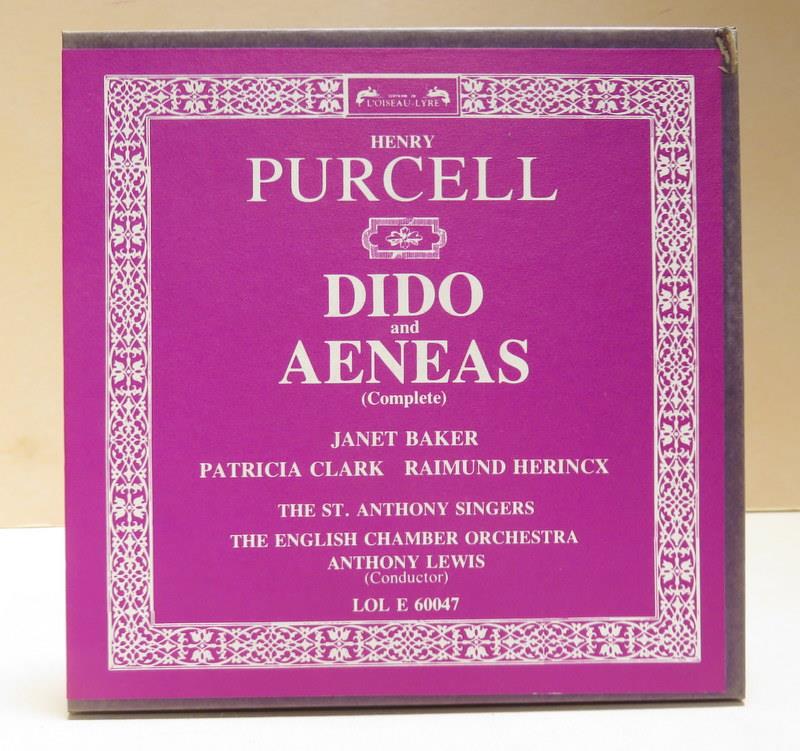 L'OISEAU-LYRE
HENRY
PURCELL
DIDO
and
AENEAS
(Complete)
JANET BAKER
PATRICIA CLARK RAIMUND HERINCX
THE ST. ANTHONY SINGERS
THE ENGLISH CHAMBER ORCHESTRA
ANTHONY LEWIS
(Conductor)
LOL E 60047